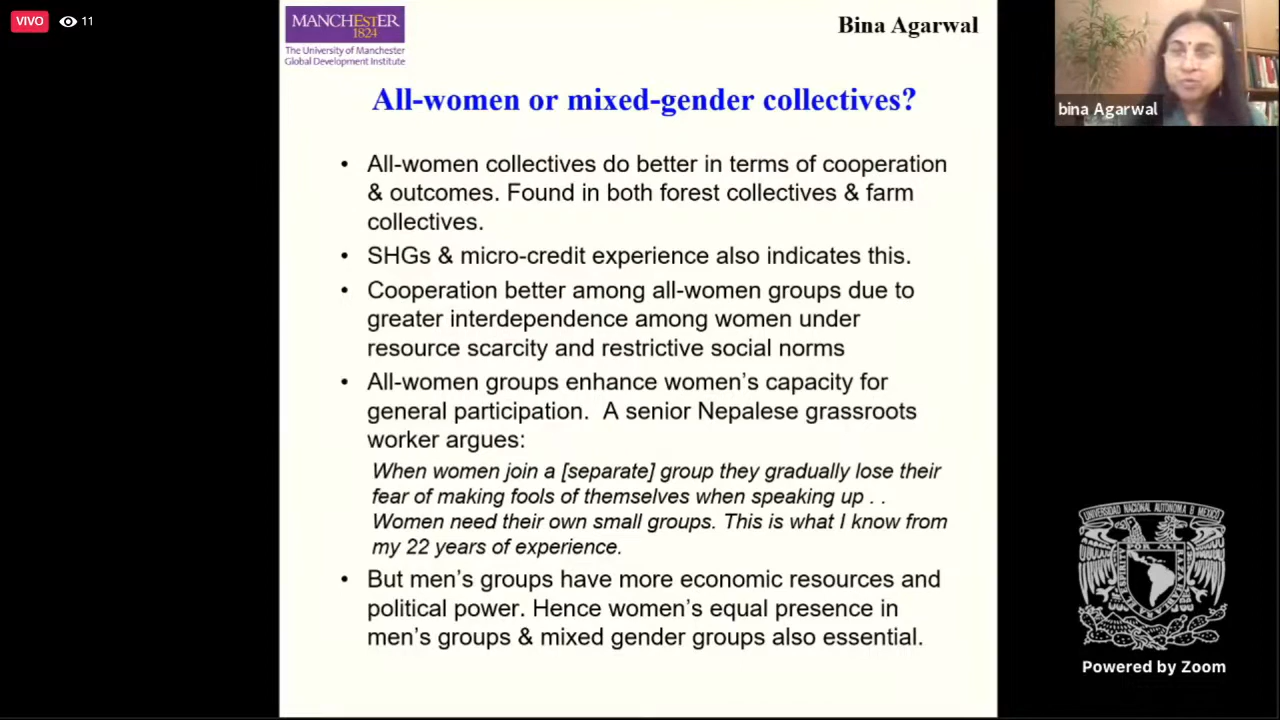 VIVO 11
MANCHESTER
1824
The University of Manchester
Global Development Institute
Bina Agarwal
bina Agarwal
All-women or mixed-gender collectives?
• All-women collectives do better in terms of cooperation
& outcomes. Found in both forest collectives & farm
collectives.
• SHGs & micro-credit experience also indicates this.
• Cooperation better among all-women groups due to
greater interdependence among women under
resource scarcity and restrictive social norms
• All-women groups enhance women’s capacity for
general participation.  A senior Nepalese grassroots
worker argues:
When women join a [separate] group they gradually lose their
fear of making fools of themselves when speaking up . .
Women need their own small groups. This is what I know from
my 22 years of experience.
• But men’s groups have more economic resources and
political power. Hence women’s equal presence in
men’s groups & mixed gender groups also essential.
UNIVERSIDAD NACIONAL AUTONOMA
MEXICO
POR MI
ESPIRITU
Powered by Zoom